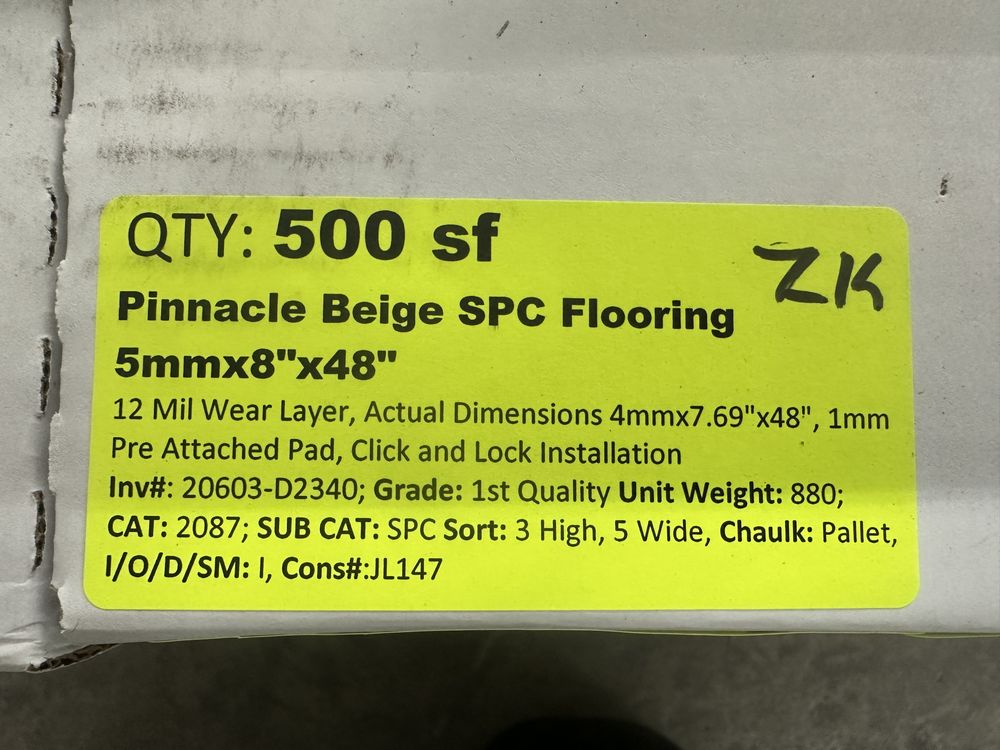 QTY: 500 sf
ZK
Pinnacle Beige SPC Flooring
5mmx8"x48"
12 Mil Wear Layer, Actual Dimensions 4mmx7.69"x48", 1mm
Pre Attached Pad, Click and Lock Installation
Inv#: 20603-D2340; Grade: 1st Quality Unit Weight: 880;
CAT: 2087; SUB CAT: SPC Sort: 3 High, 5 Wide, Chaulk: Pallet,
I/O/D/SM: I, Cons#:JL147